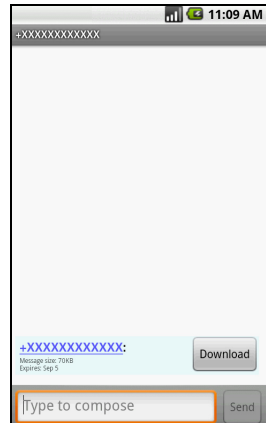 11:09 AM
+XXXXXXXXXXXX
+XXXXXXXXXXXX:
Message size: 70KB
Expires: Sep 5
Download
Type to compose
Send